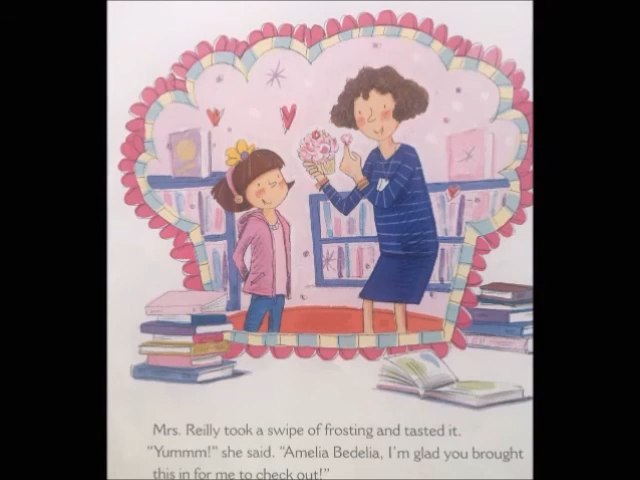 Mrs. Reilly took a swipe of frosting and tasted it.
"Yummm!" she said. "Amelia Bedelia, I'm glad you brought
this in for me to check out!"